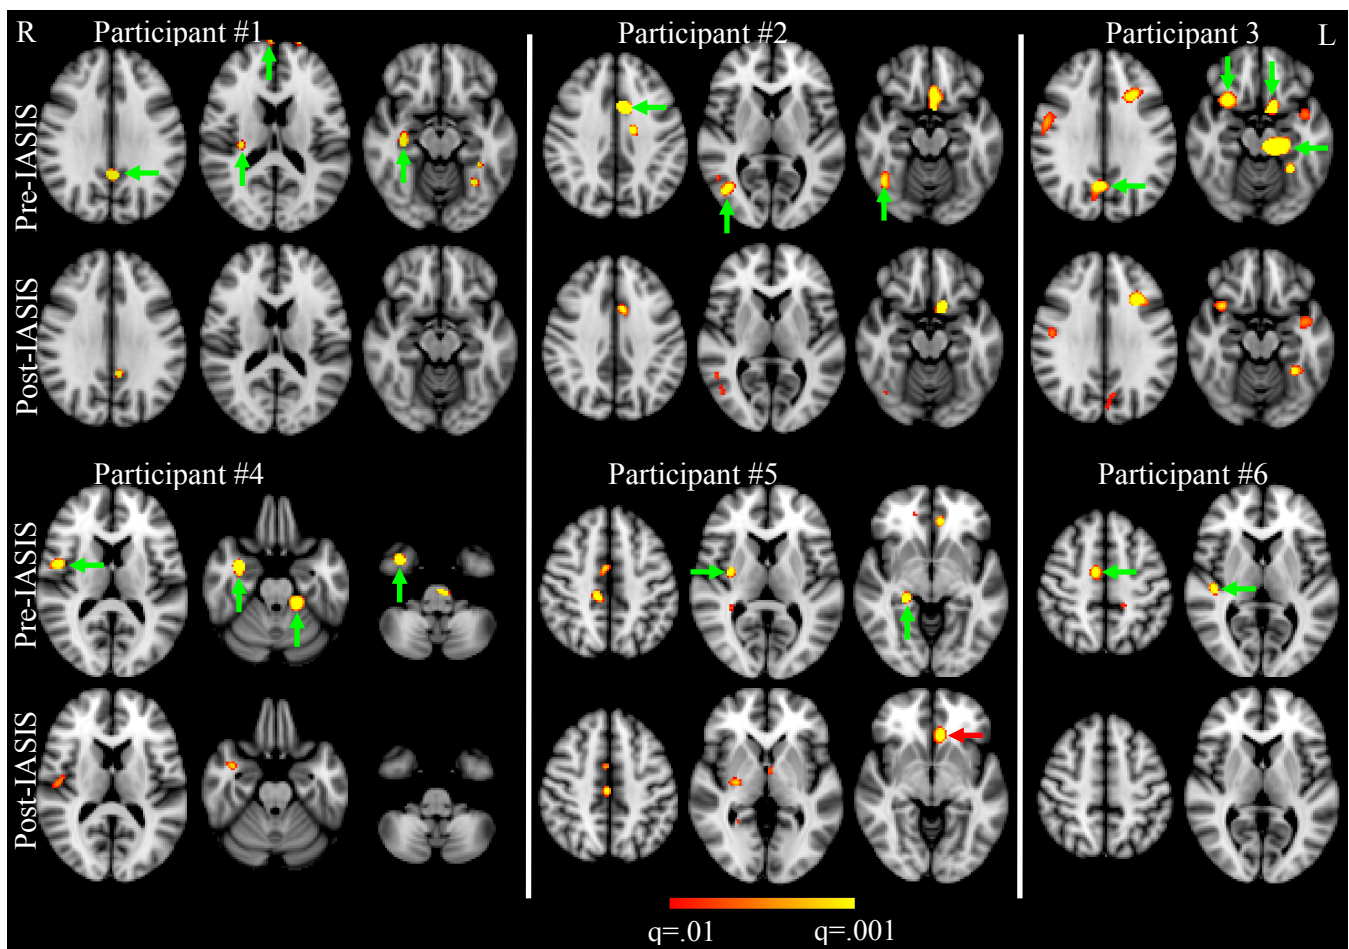 R
Participant #1
Participant #2
Participant 3
L
Pre-IASIS
Post-IASIS
Participant #4
Participant #5
Participant #6
Pre-IASIS
Post-IASIS
q=.01
q=.001